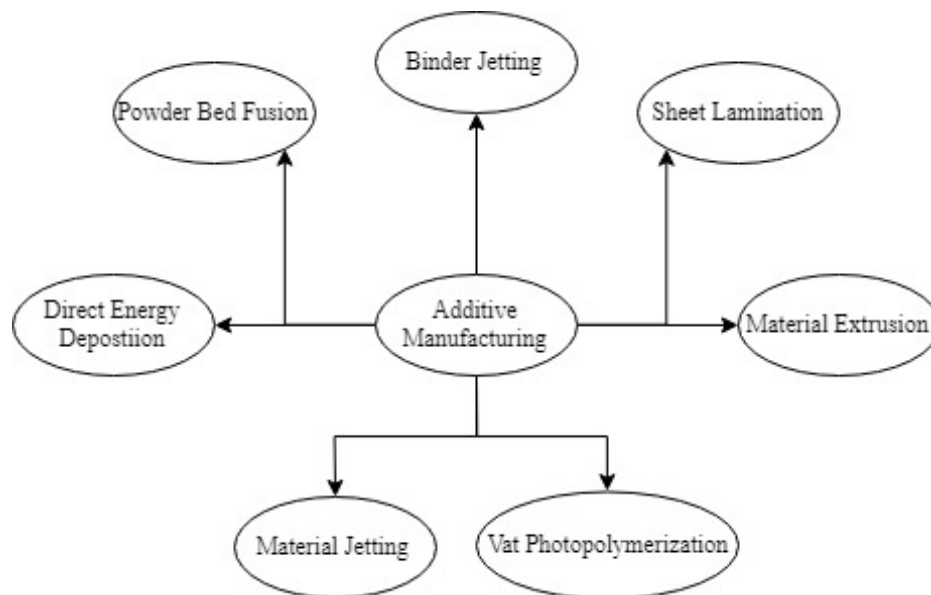 Binder Jetting
Powder Bed Fusion
Sheet Lamination
Direct Energy
Depostiion
Additive
Manufacturing
Material Extrusion
Material Jetting
Vat Photopolymerization